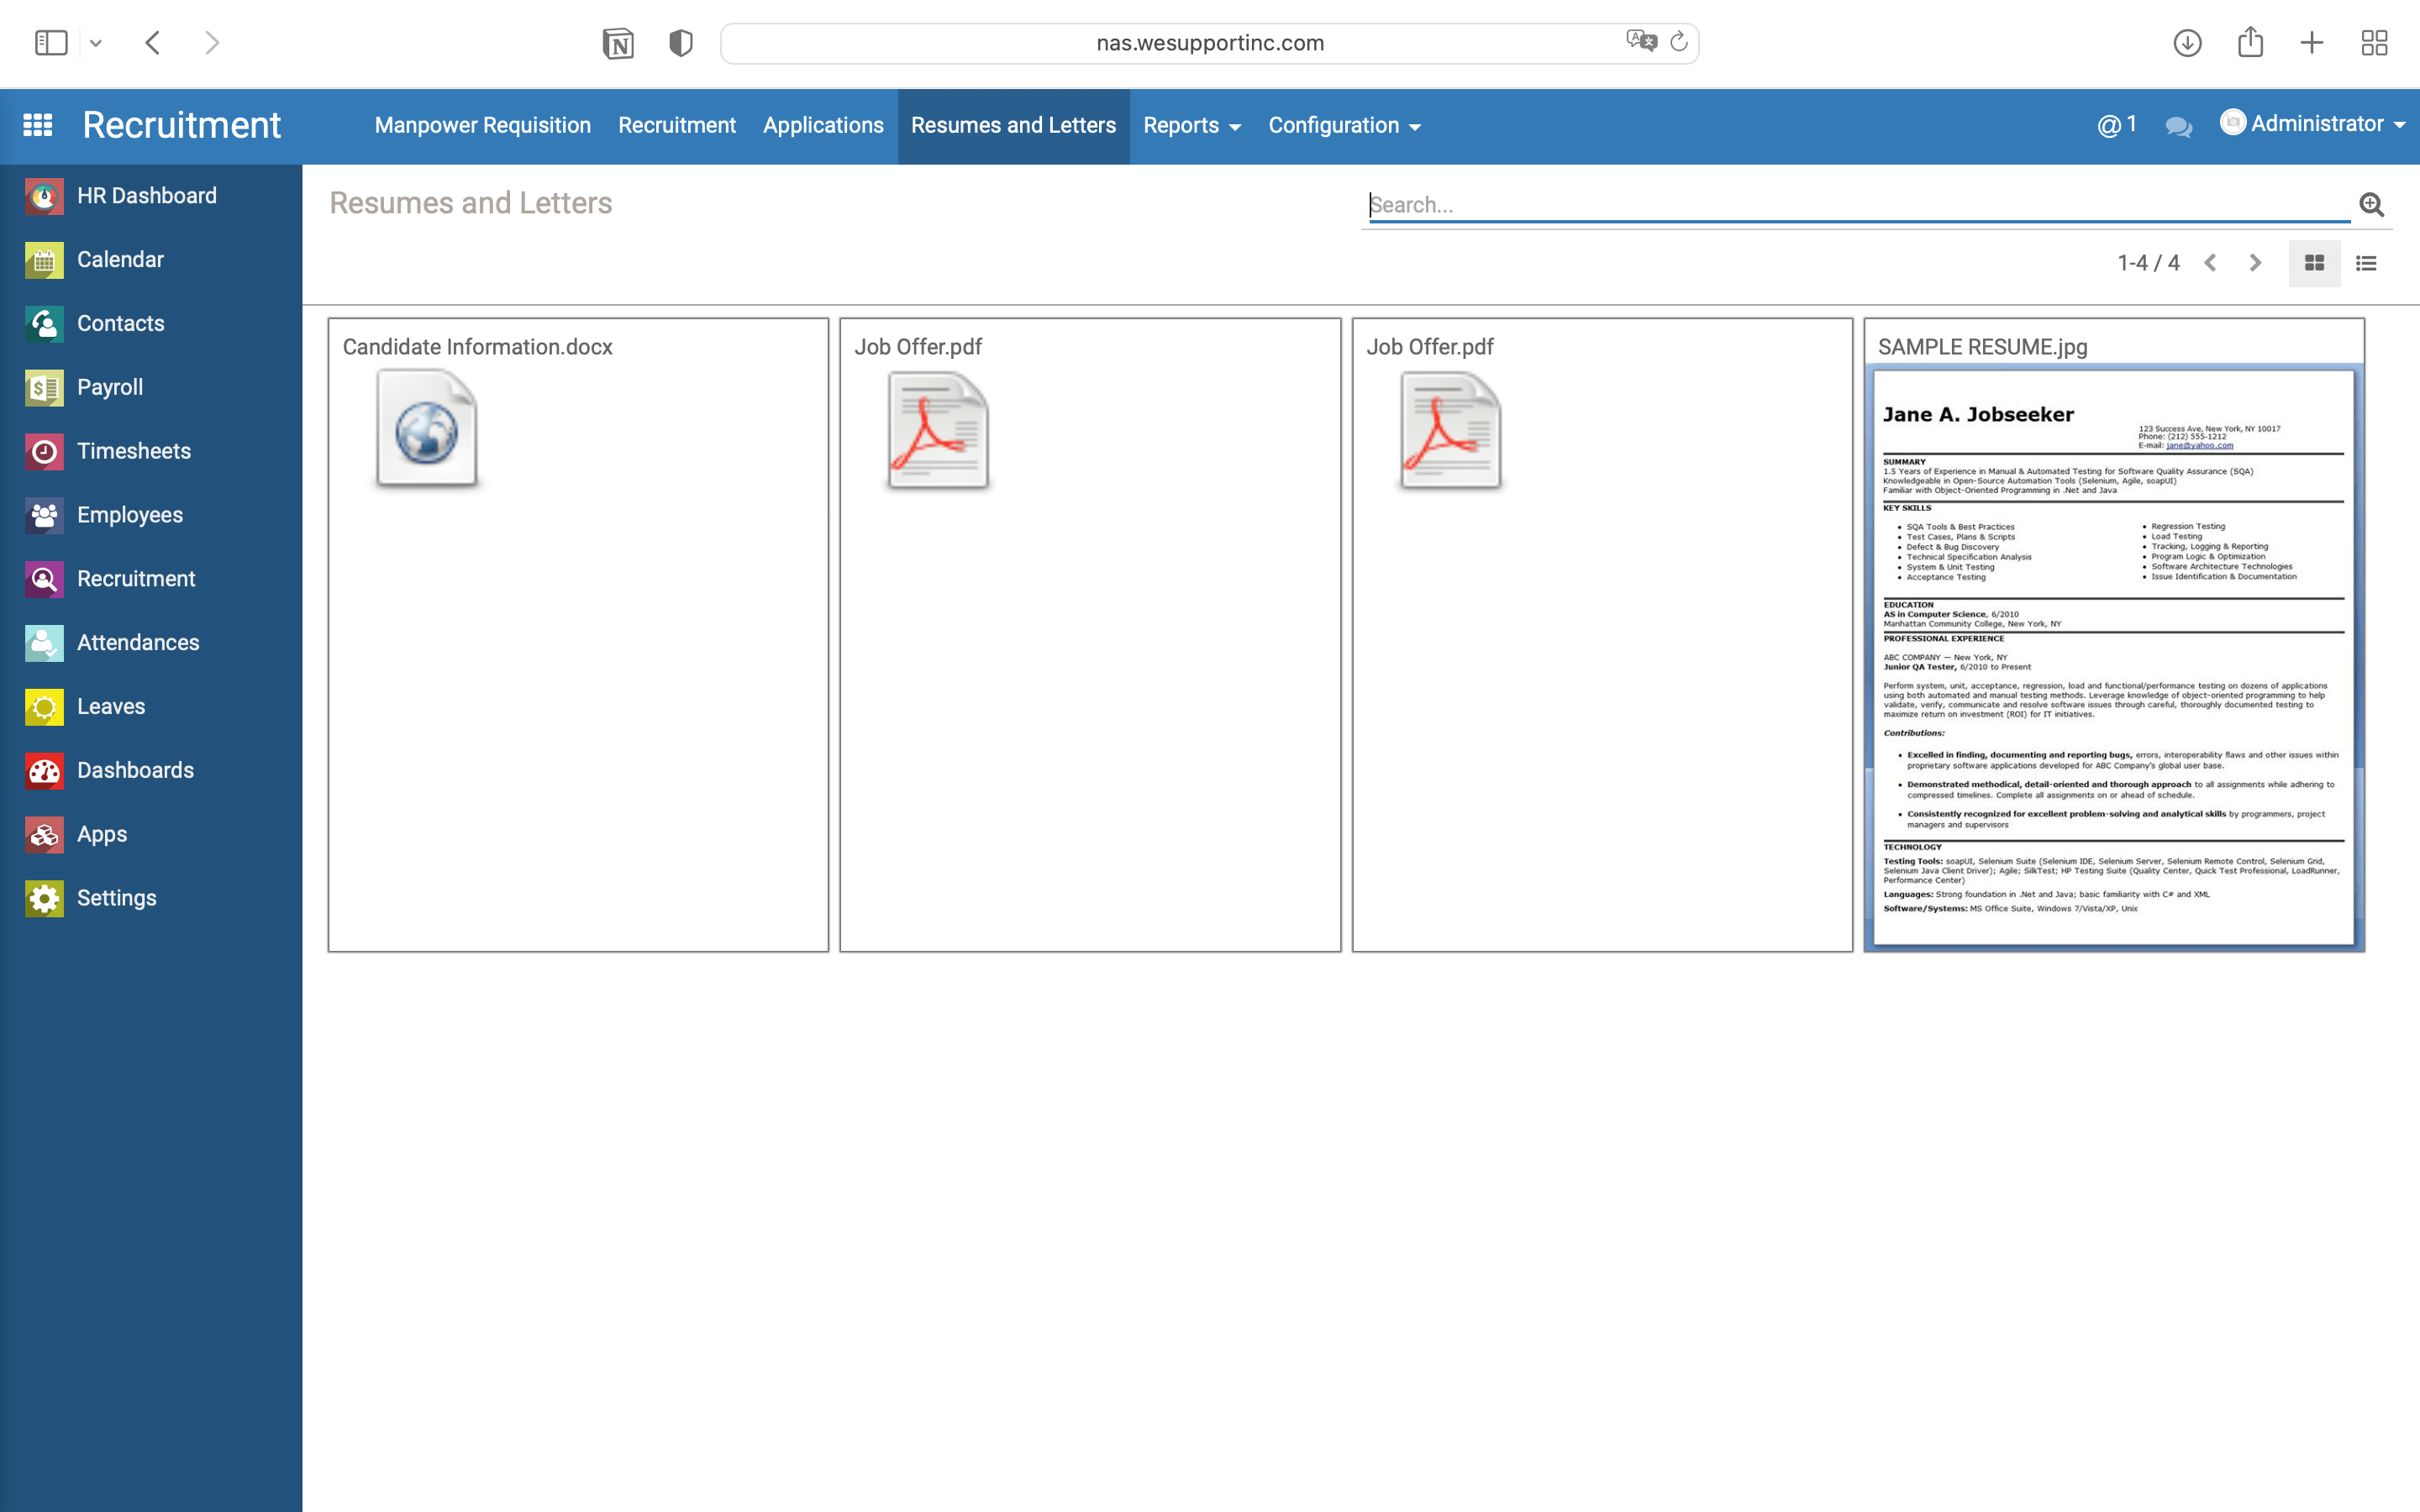 nas.wesupportinc.com
Recruitment
Manpower Requisition
Recruitment
Applications
Resumes and Letters
Reports
Configuration
@ 1
Administrator
HR Dashboard
Calendar
Contacts
Payroll
Timesheets
Employees
Recruitment
Attendances
Leaves
Dashboards
Apps
Settings
Resumes and Letters
Search...
1-4 / 4
Candidate Information.docx
Job Offer.pdf
Job Offer.pdf
SAMPLE RESUME.jpg
Jane A. Jobseeker
123 Success Ave, New York, NY 10017
Phone: (212) 555-1212
E-mail: jane@yahoo.com
SUMMARY
1.5 Years of Experience in Manual & Automated Testing for Software Quality Assurance (SQA)
Knowledgeable in Open-Source Automation Tools (Selenium, Agile, soapUI)
Familiar with Object-Oriented Programming in .Net and Java
KEY SKILLS
• SQA Tools & Best Practices
• Test Cases, Plans & Scripts
• Defect & Bug Discovery
• Technical Specification Analysis
• System & Unit Testing
• Acceptance Testing
• Regression Testing
• Load Testing
• Tracking, Logging & Reporting
• Program Logic & Optimization
• Software Architecture Technologies
• Issue Identification & Documentation
EDUCATION
AS in Computer Science, 6/2010
Manhattan Community College, New York, NY
PROFESSIONAL EXPERIENCE
ABC COMPANY — New York, NY
Junior QA Tester, 6/2010 to Present
Perform system, unit, acceptance, regression, load and functional/performance testing on dozens of applications
using both automated and manual testing methods. Leverage knowledge of object-oriented programming to help
validate, verify, communicate and resolve software issues through careful, thoroughly documented testing to
maximize return on investment (ROI) for IT initiatives.
Contributions:
• Excelled in finding, documenting and reporting bugs, errors, interoperability flaws and other issues within
proprietary software applications developed for ABC Company's global user base.
• Demonstrated methodical, detail-oriented and thorough approach to all assignments while adhering to
compressed timelines. Complete all assignments on or ahead of schedule.
• Consistently recognized for excellent problem-solving and analytical skills by programmers, project
managers and supervisors
TECHNOLOGY
Testing Tools: soapUI, Selenium Suite (Selenium IDE, Selenium Server, Selenium Remote Control, Selenium Grid,
Selenium Java Client Driver); Agile; SilkTest; HP Testing Suite (Quality Center, Quick Test Professional, LoadRunner,
Performance Center)
Languages: Strong foundation in .Net and Java; basic familiarity with C# and XML
Software/Systems: MS Office Suite, Windows 7/Vista/XP, Unix